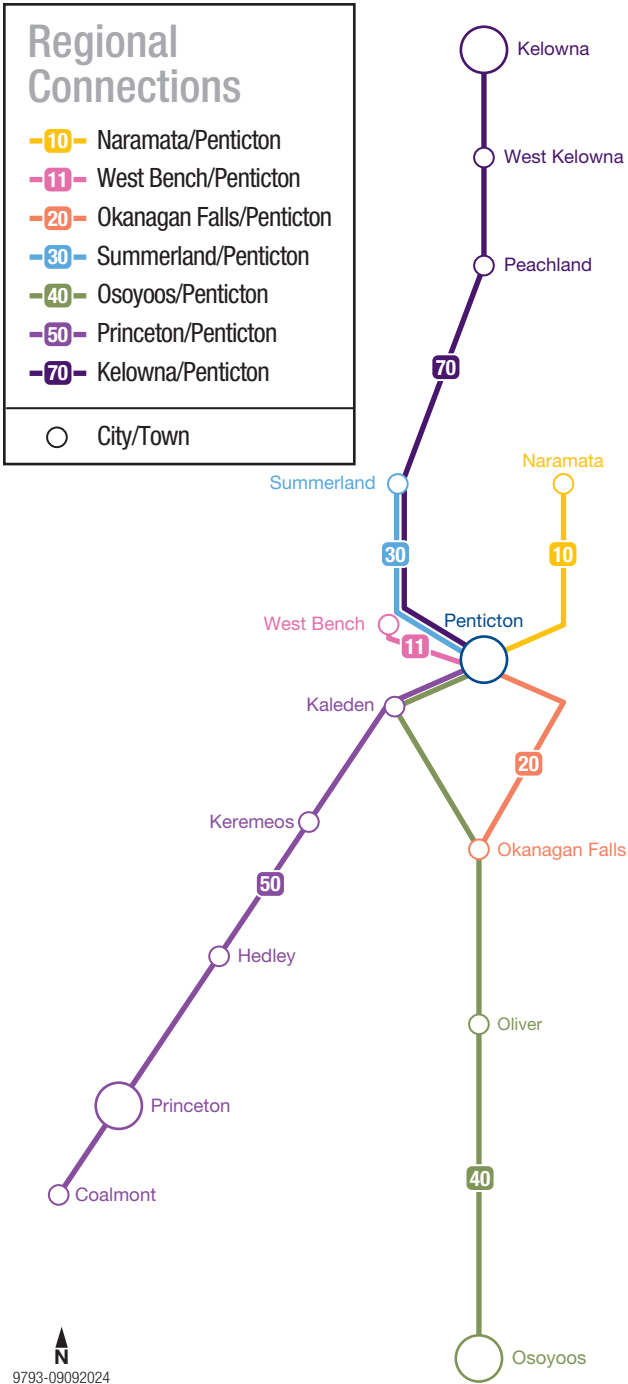 Regional
Connections
10 Naramata/Penticton
11 West Bench/Penticton
20 Okanagan Falls/Penticton
30 Summerland/Penticton
40 Osoyoos/Penticton
50 Princeton/Penticton
70 Kelowna/Penticton
City/Town
Kelowna
West Kelowna
Peachland
70
Naramata
Summerland
30
10
Penticton
West Bench
11
Kaleden
20
Keremeos
Okanagan Falls
50
Hedley
Oliver
Princeton
40
Coalmont
N
Osoyoos
9793-09092024